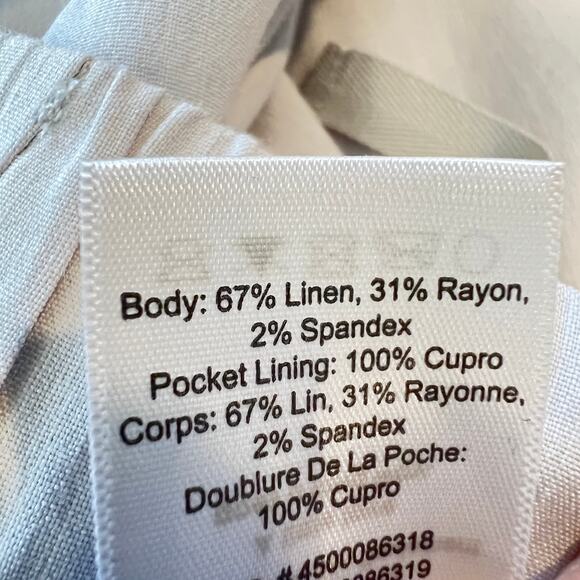 Body: 67% Linen, 31% Rayon,
2% Spandex
Pocket Lining: 100% Cupro
Corps: 67% Lin, 31% Rayonne,
2% Spandex
Doublure De La Poche:
100% Cupro
# 4500086318
86319